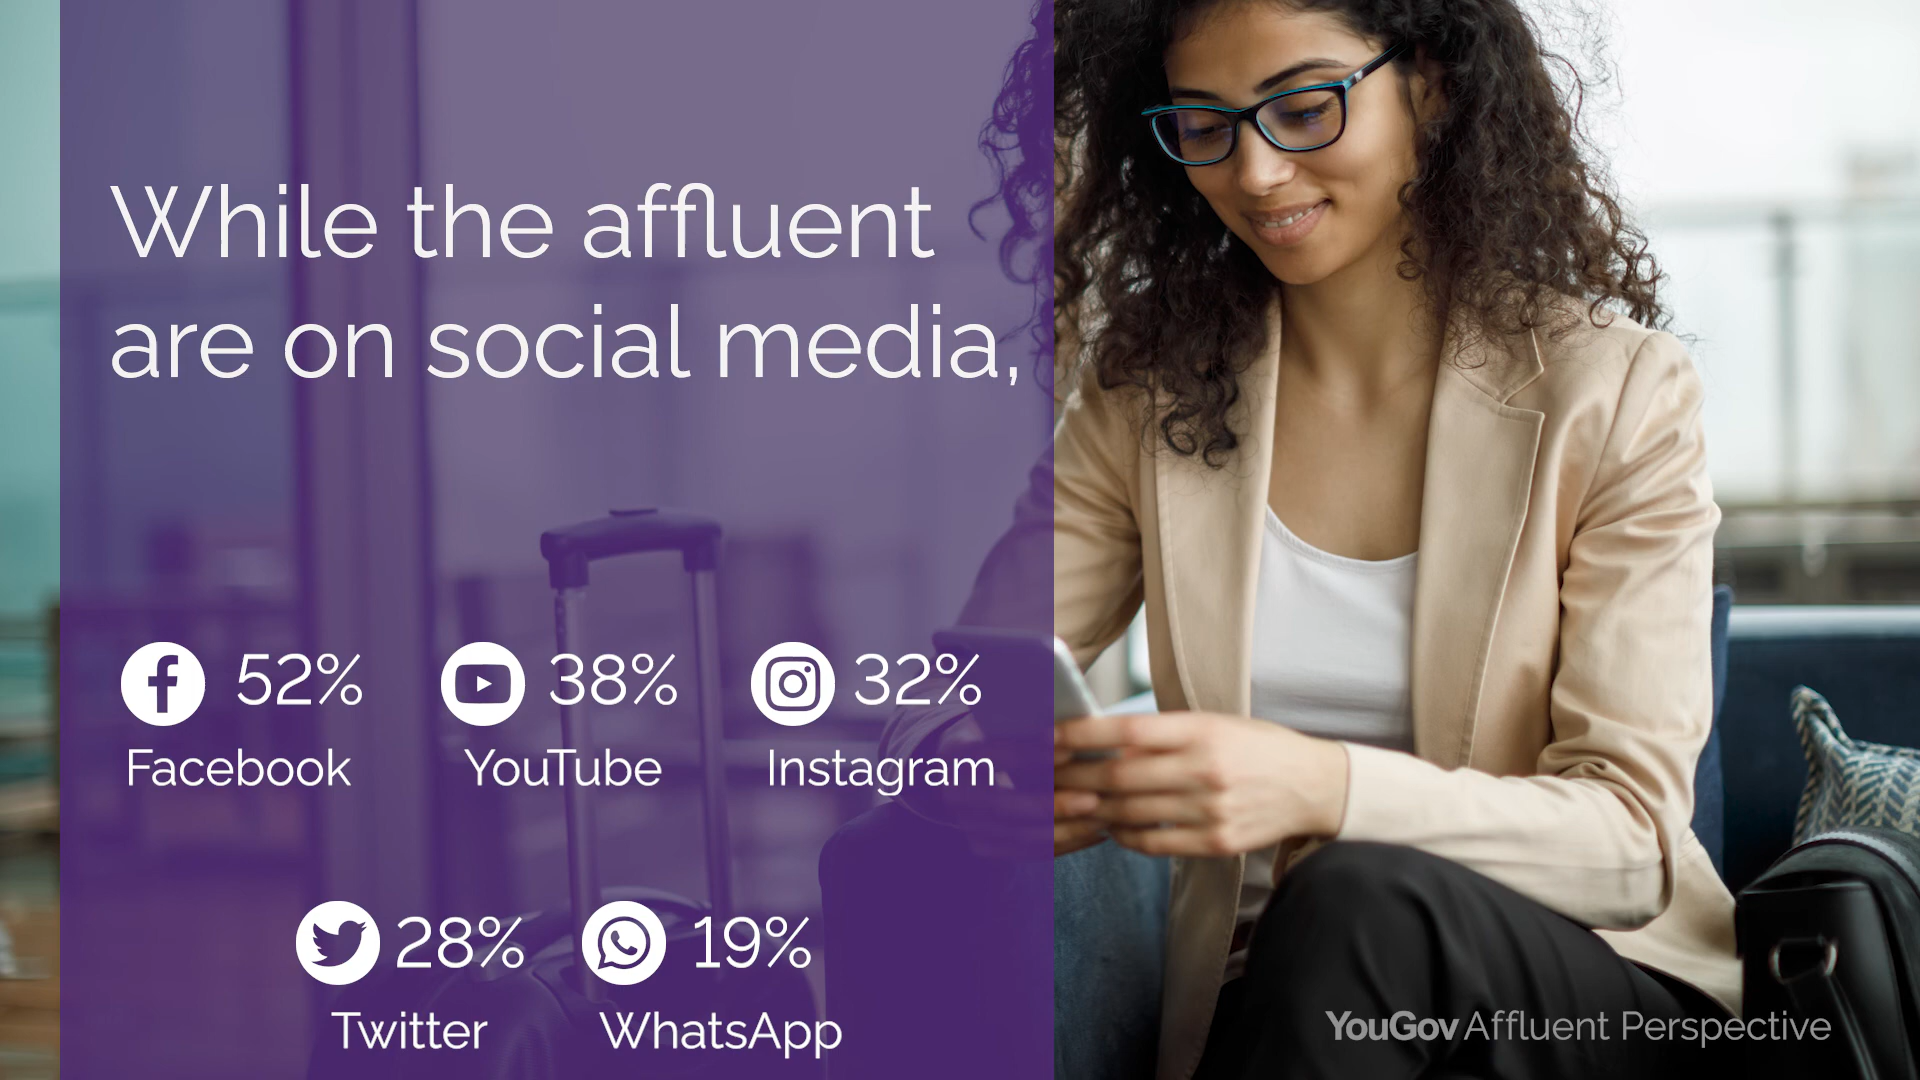 While the affluent
are on social media,
52% 38% 32%
Facebook YouTube Instagram
28% 19%
Twitter WhatsApp
YouGov Affluent Perspective